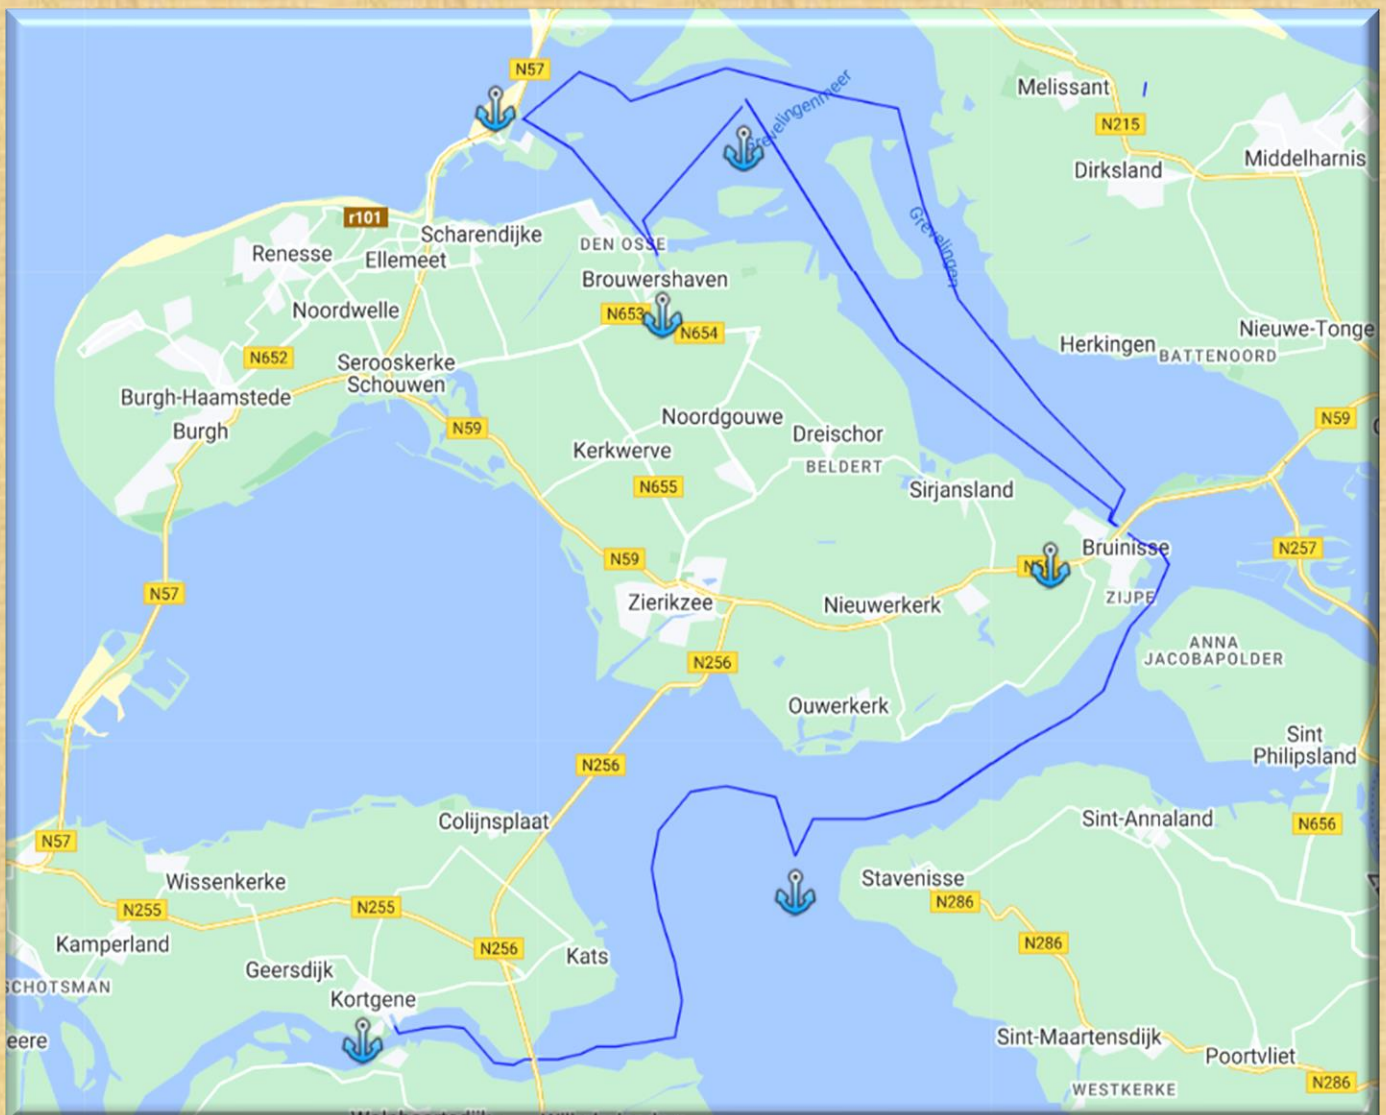 N57
Melissant
Grevelingenmeer
N215
Middelharnis
Dirksland
r101
Scharendijke
DEN OSSE
Renesse
Ellemeet
Grevelingen
Brouwershaven
Noordwelle
N653
N654
Nieuwe-Tonge
Herkingen
BATTENOORD
N652
Serooskerke
Schouwen
Burgh-Haamstede
Burgh
N59
Noordgouwe
N59
Dreischor
Kerkwerve
BELDERT
N655
Sirjansland
N59
Bruinisse
N257
N57
Zierikzee
Nieuwerkerk
ZIJPE
ANNA
JACOBAPOLDER
N256
Ouwerkerk
Sint
Philipsland
N256
Colijnsplaat
Sint-Annaland
N656
N57
Wissenkerke
Stavenisse
N286
N255
N255
Kamperland
N256
N286
Kats
Geersdijk
SCHOTSMAN
Kortgene
eere
Sint-Maartensdijk
Poortvliet
N286
WESTKERKE